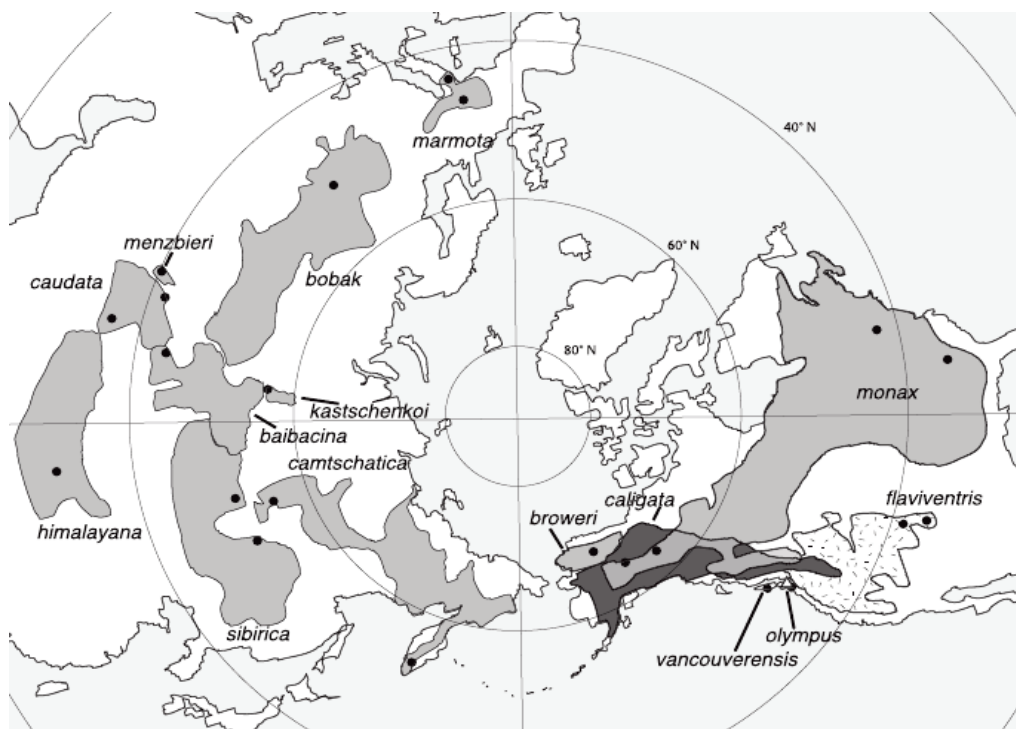 40° N
marmota
60° N
menzbieri
caudata
bobak
80° N
monax
kastschenkoi
baibacina
camtschatica
caligata
flaviventris
broweri
himalayana
sibirica
olympus
vancouverensis